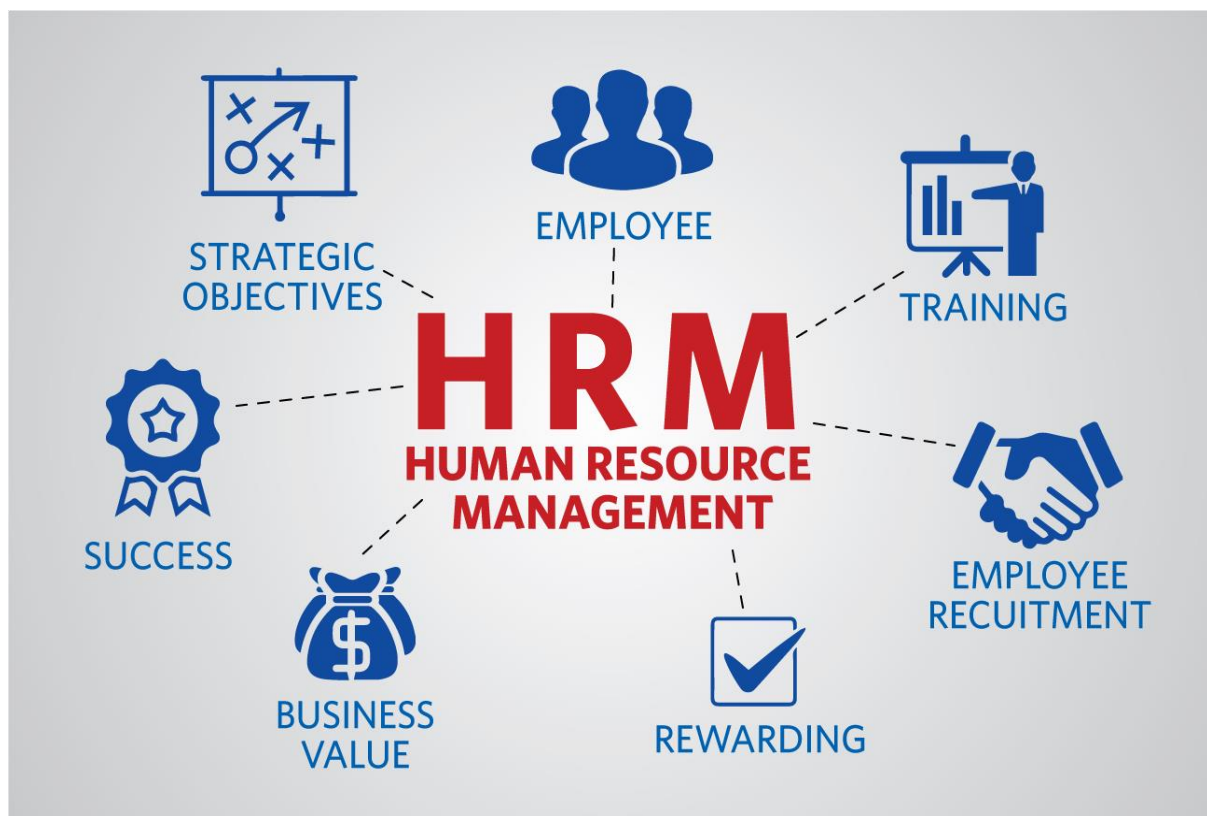 STRATEGIC
OBJECTIVES
EMPLOYEE
TRAINING
HRM
HUMAN RESOURCE
MANAGEMENT
SUCCESS
EMPLOYEE
RECUITMENT
$
BUSINESS
VALUE
REWARDING